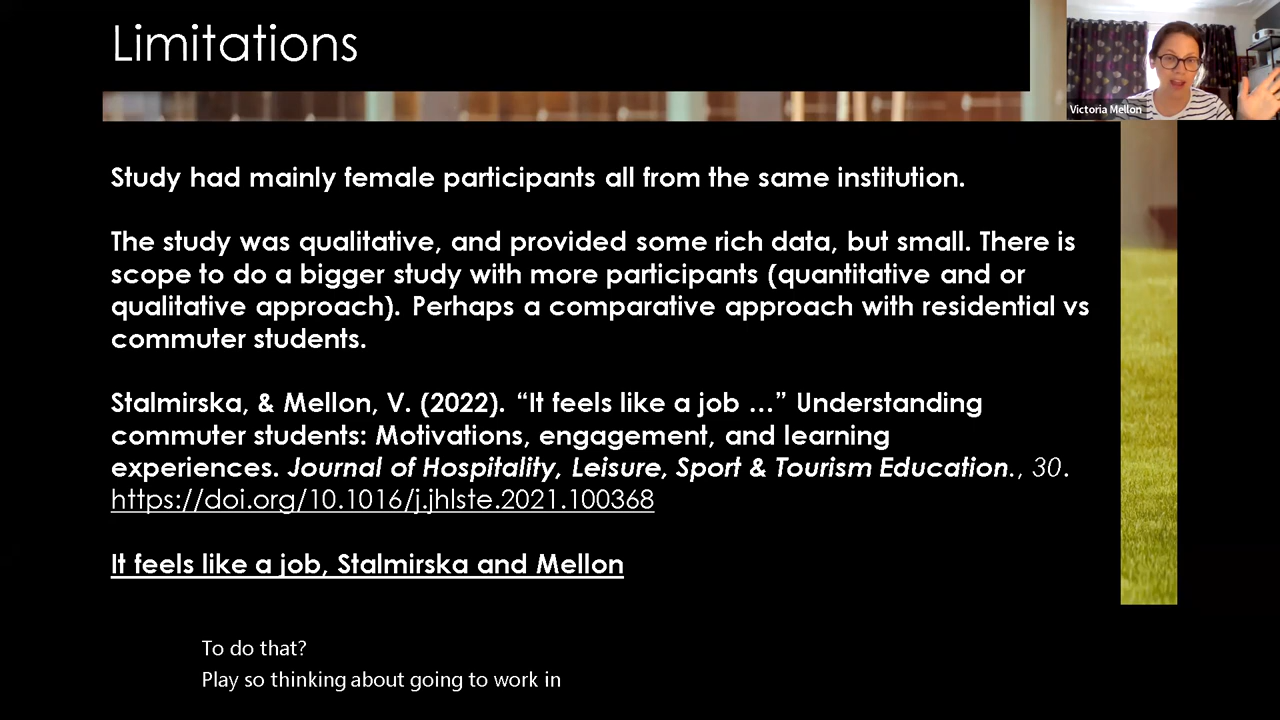 Limitations
Victoria Mellon
Study had mainly female participants all from the same institution.
The study was qualitative, and provided some rich data, but small. There is
scope to do a bigger study with more participants (quantitative and or
qualitative approach). Perhaps a comparative approach with residential vs
commuter students.
Stalmirska, & Mellon, V. (2022). “It feels like a job …” Understanding
commuter students: Motivations, engagement, and learning
experiences. Journal of Hospitality, Leisure, Sport & Tourism Education., 30.
https://doi.org/10.1016/j.jhlste.2021.100368
It feels like a job, Stalmirska and Mellon
To do that?
Play so thinking about going to work in